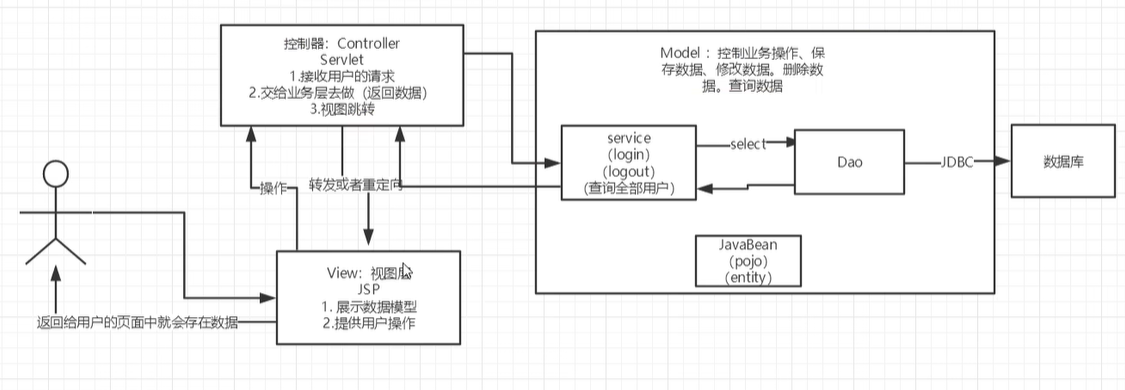 控制器：Controller
Servlet
1.接收用户的请求
2.交给业务层去做（返回数据）
3.视图跳转
Model ：控制业务操作、保
存数据、修改数据。删除数
据。查询数据
service
（login）
（logout）
（查询全部用户）
select
Dao
JDBC
数据库
操作
转发或者重定向
JavaBean
（pojo）
（entity）
View：视图
JSP
1. 展示数据模型
2.提供用户操作
返回给用户的页面中就会存在数据